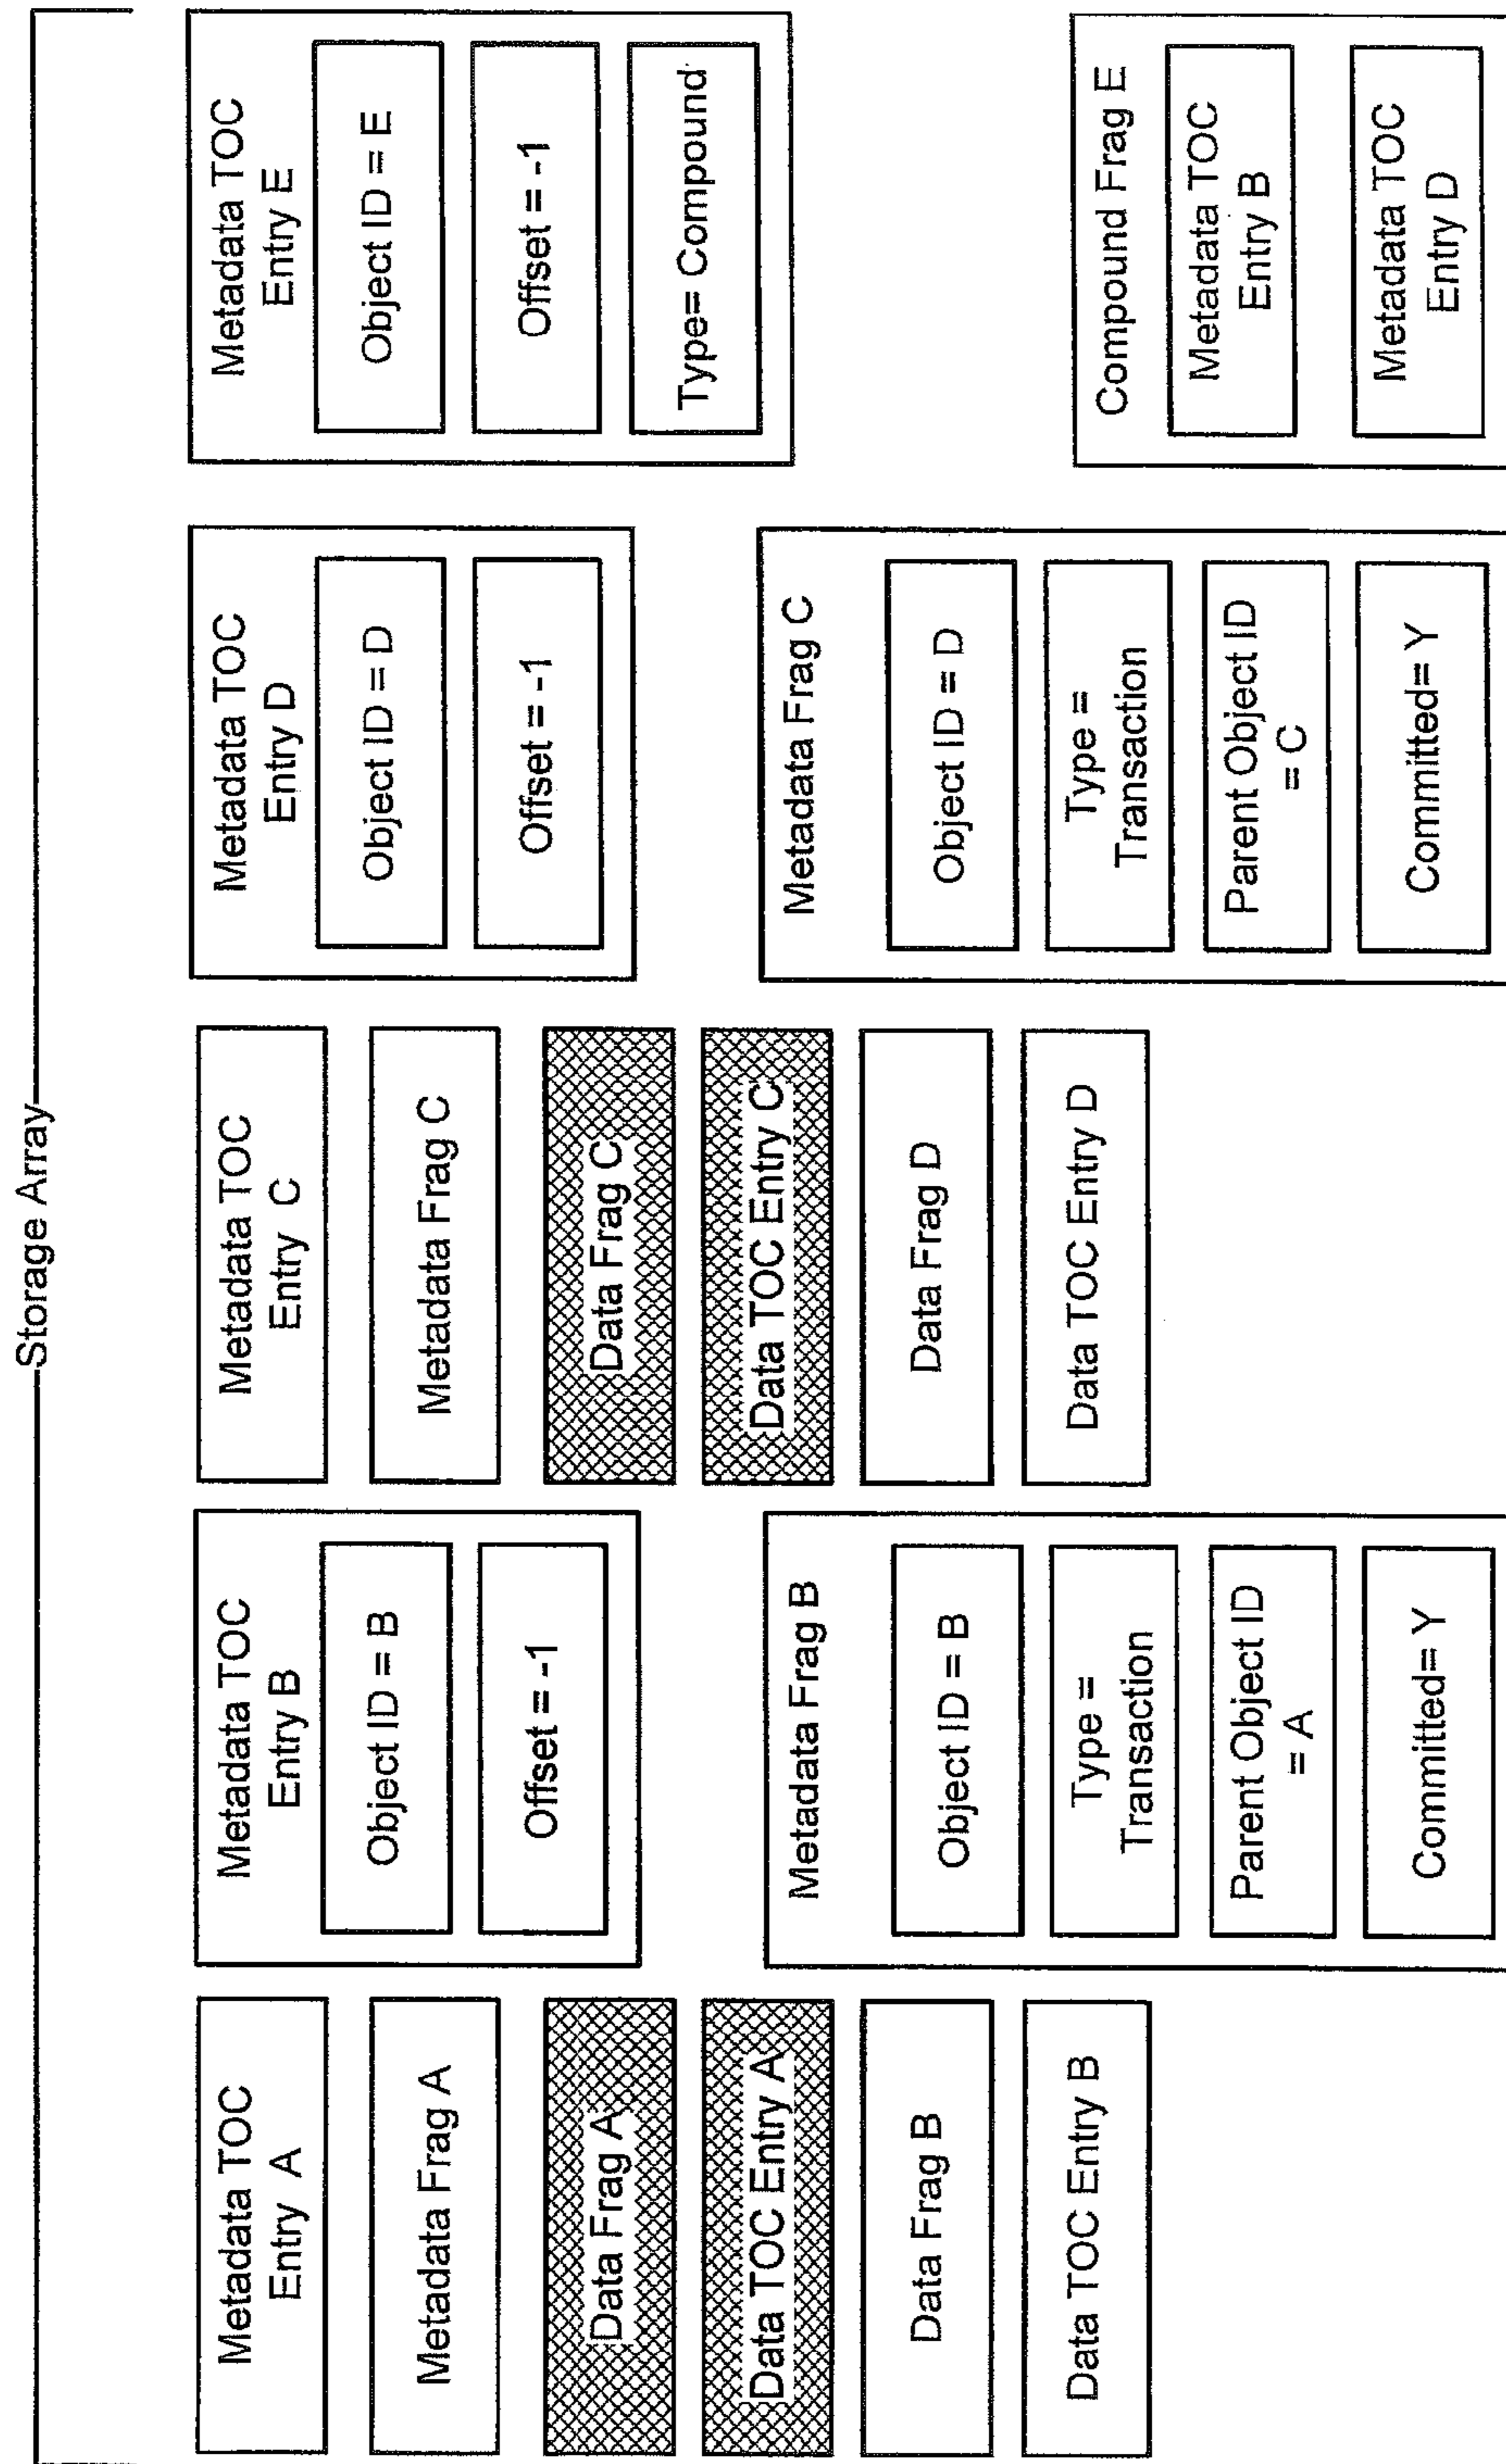 Storage Array
Metadata TOC
Entry A
Metadata Frag A
Data Frag A
Data TOC Entry A
Data Frag B
Data TOC Entry B
Metadata TOC
Entry B
Object ID = B
Offset = -1
Metadata Frag B
Object ID = B
Type =
Transaction
Parent Object ID
= A
Committed= Y
Metadata TOC
Entry C
Metadata Frag C
Data Frag C
Data TOC Entry C
Data Frag D
Data TOC Entry D
Metadata TOC
Entry D
Object ID = D
Offset = -1
Metadata Frag C
Object ID = D
Type =
Transaction
Parent Object ID
= C
Committed= Y
Metadata TOC
Entry E
Object ID = E
Offset = -1
Type= Compound
Compound Frag E
Metadata TOC
Entry B
Metadata TOC
Entry D